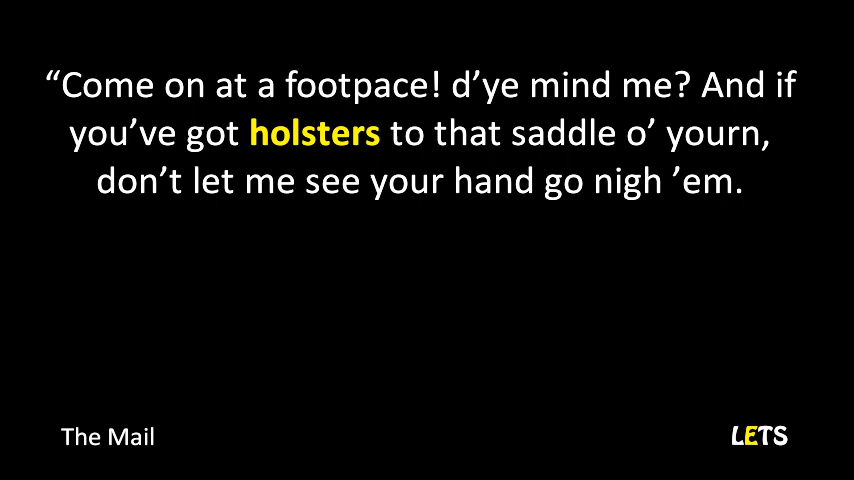 “Come on at a footpace! d’ye mind me? And if
you’ve got holsters to that saddle o’ yourn,
don’t let me see your hand go nigh ’em.
The Mail
LETS